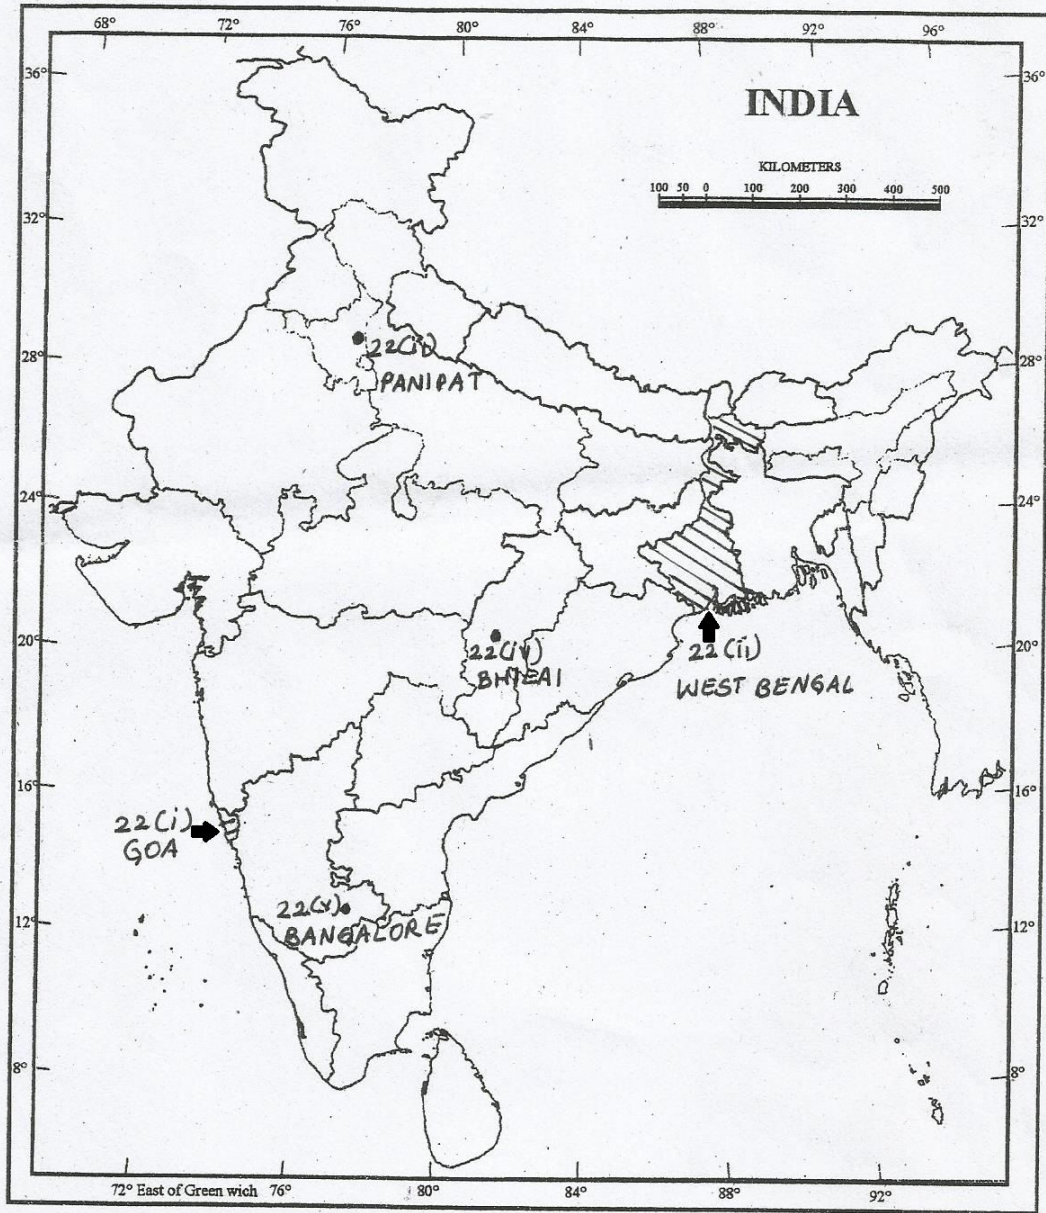 68° 72° 76° 80° 84° 88° 92° 96°
36° 36°
INDIA
KILOMETERS
100 50 0 100 200 300 400 500
32° 32°
28° 28°
22(iii)
PANIPAT
24° 24°
20° 20°
22(iv)
BHILAI
22(ii)
WEST BENGAL
16° 16°
22(i)
GOA
22(v)
BANGALORE
12° 12°
8° 8°
72° East of Green wich 76° 80° 84° 88° 92°